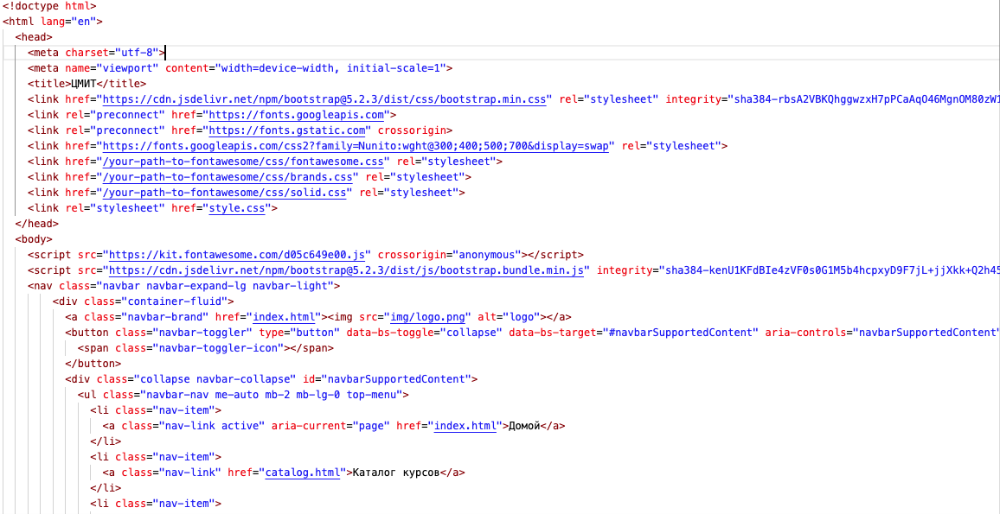 <!doctype html>
<html lang="en">
<head>
<meta charset="utf-8">
<meta name="viewport" content="width=device-width, initial-scale=1">
<title>ЦМИТ</title>
<link href="https://cdn.jsdelivr.net/npm/bootstrap@5.2.3/dist/css/bootstrap.min.css" rel="stylesheet" integrity="sha384-rbsA2VBKQhggwzxH7pPCaAqO46MgnOM80zW1
<link rel="preconnect" href="https://fonts.googleapis.com">
<link rel="preconnect" href="https://fonts.gstatic.com" crossorigin>
<link href="https://fonts.googleapis.com/css2?family=Nunito:wght@300;400;500;700&display=swap" rel="stylesheet">
<link href="/your-path-to-fontawesome/css/fontawesome.css" rel="stylesheet">
<link href="/your-path-to-fontawesome/css/brands.css" rel="stylesheet">
<link href="/your-path-to-fontawesome/css/solid.css" rel="stylesheet">
<link rel="stylesheet" href="style.css">
</head>
<body>
<script src="https://kit.fontawesome.com/d05c649e00.js" crossorigin="anonymous"></script>
<script src="https://cdn.jsdelivr.net/npm/bootstrap@5.2.3/dist/js/bootstrap.bundle.min.js" integrity="sha384-kenU1KFdBIe4zVF0s0G1M5b4hcpxyD9F7jL+jjXkk+Q2h45
<nav class="navbar navbar-expand-lg navbar-light">
<div class="container-fluid">
<a class="navbar-brand" href="index.html"><img src="img/logo.png" alt="logo"></a>
<button class="navbar-toggler" type="button" data-bs-toggle="collapse" data-bs-target="#navbarSupportedContent" aria-controls="navbarSupportedContent"
<span class="navbar-toggler-icon"></span>
</button>
<div class="collapse navbar-collapse" id="navbarSupportedContent">
<ul class="navbar-nav me-auto mb-2 mb-lg-0 top-menu">
<li class="nav-item">
<a class="nav-link active" aria-current="page" href="index.html">Домой</a>
</li>
<li class="nav-item">
<a class="nav-link" href="catalog.html">Каталог курсов</a>
</li>
<li class="nav-item">